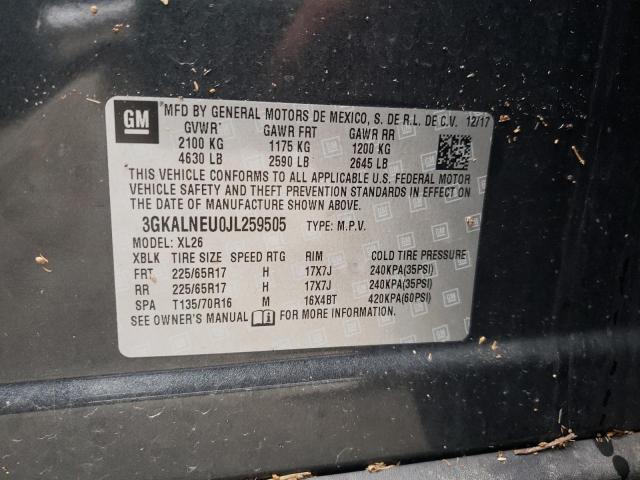 GM *MFD BY GENERAL MOTORS DE MEXICO, S. DE R.L. DE C.V. 12/17
GVWR* GAWR FRT GAWR RR
2100 KG 1175 KG 1200 KG
4630 LB 2590 LB 2645 LB
*THIS VEHICLE CONFORMS TO ALL APPLICABLE U.S. FEDERAL MOTOR
VEHICLE SAFETY AND THEFT PREVENTION STANDARDS IN EFFECT ON
THE DATE OF MANUFACTURE SHOWN ABOVE.
3GKALNEU0JL259505 TYPE: M.P.V.
MODEL: XL26
XBLK TIRE SIZE SPEED RTG RIM COLD TIRE PRESSURE
FRT 225/65R17 H 17X7J 240KPA(35PSI)
RR 225/65R17 H 17X7J 240KPA(35PSI)
SPA T135/70R16 M 16X4BT 420KPA(60PSI)
SEE OWNER'S MANUAL FOR MORE INFORMATION.